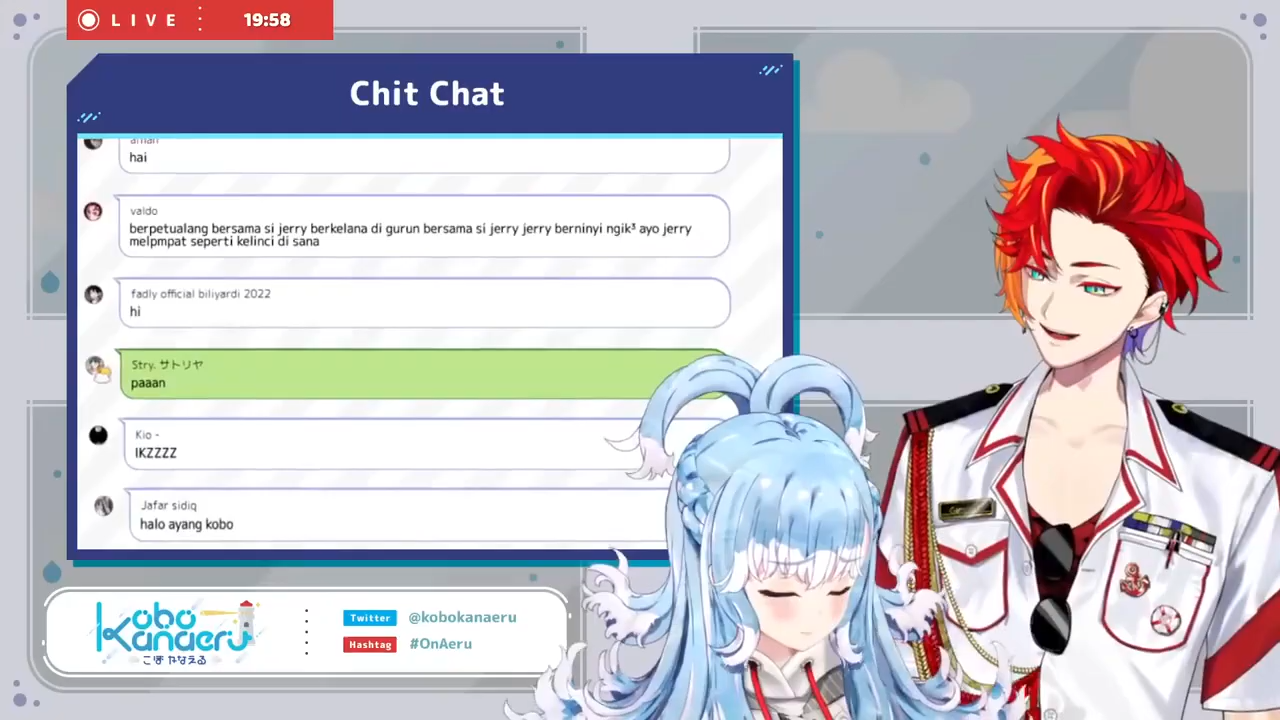 LIVE
19:58
Chit Chat
aman
hai
valdo
berpetualang bersama si jerry berkelana di gurun bersama si jerry jerry berninyi ngik³ ayo jerry
melpmpat seperti kelinci di sana
fadly official biliyardi 2022
hi
Stry. サトリヤ
paaan
Kio -
IKZZZZ
Jafar sidiq
halo ayang kobo
Kobo
Kanaeru
こぼ かなえる
Twitter @kobokanaeru
Hashtag #OnAeru